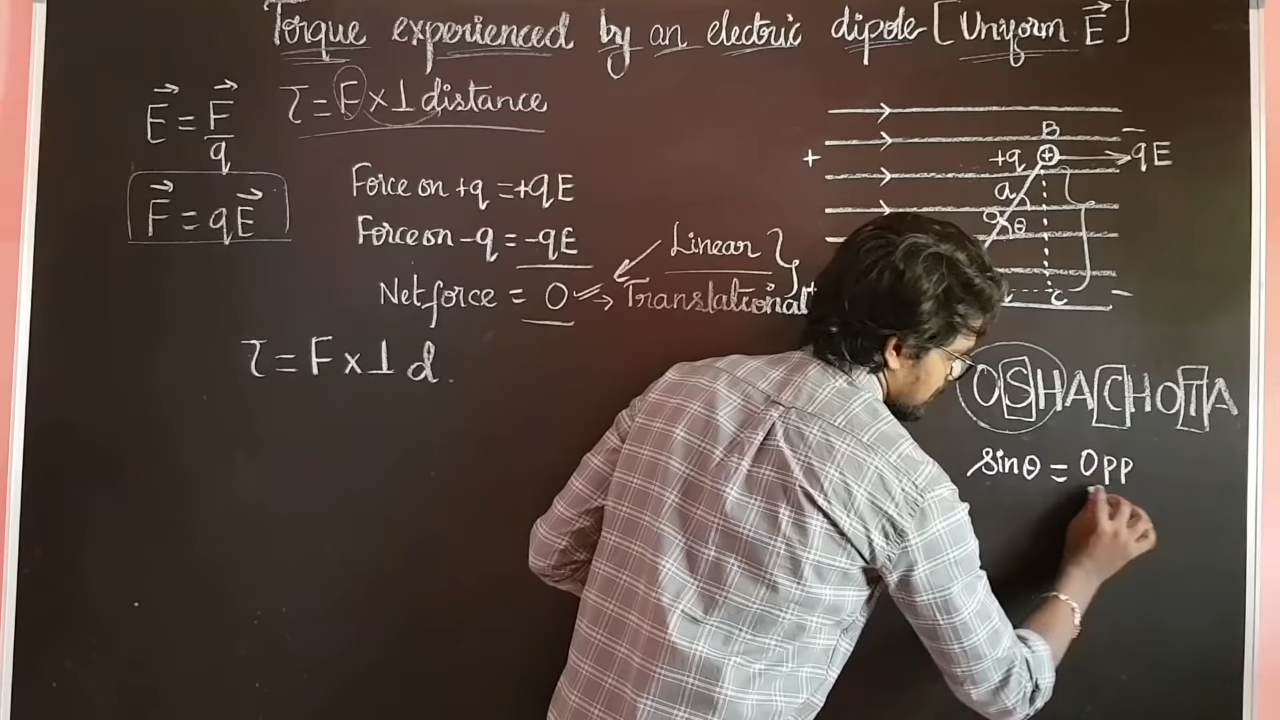 Torque experienced by an electric dipole [Uniform E⃗]
τ = F × ⊥ distance
E⃗ = F⃗/q
F⃗ = qE⃗
Force on +q = +qE
Force on -q = -qE
Net force = 0 → Translational
Linear
τ = F × ⊥ d.
B
+q + qE
+ a
O θ
C
OSHACHOTA
sinθ = Opp